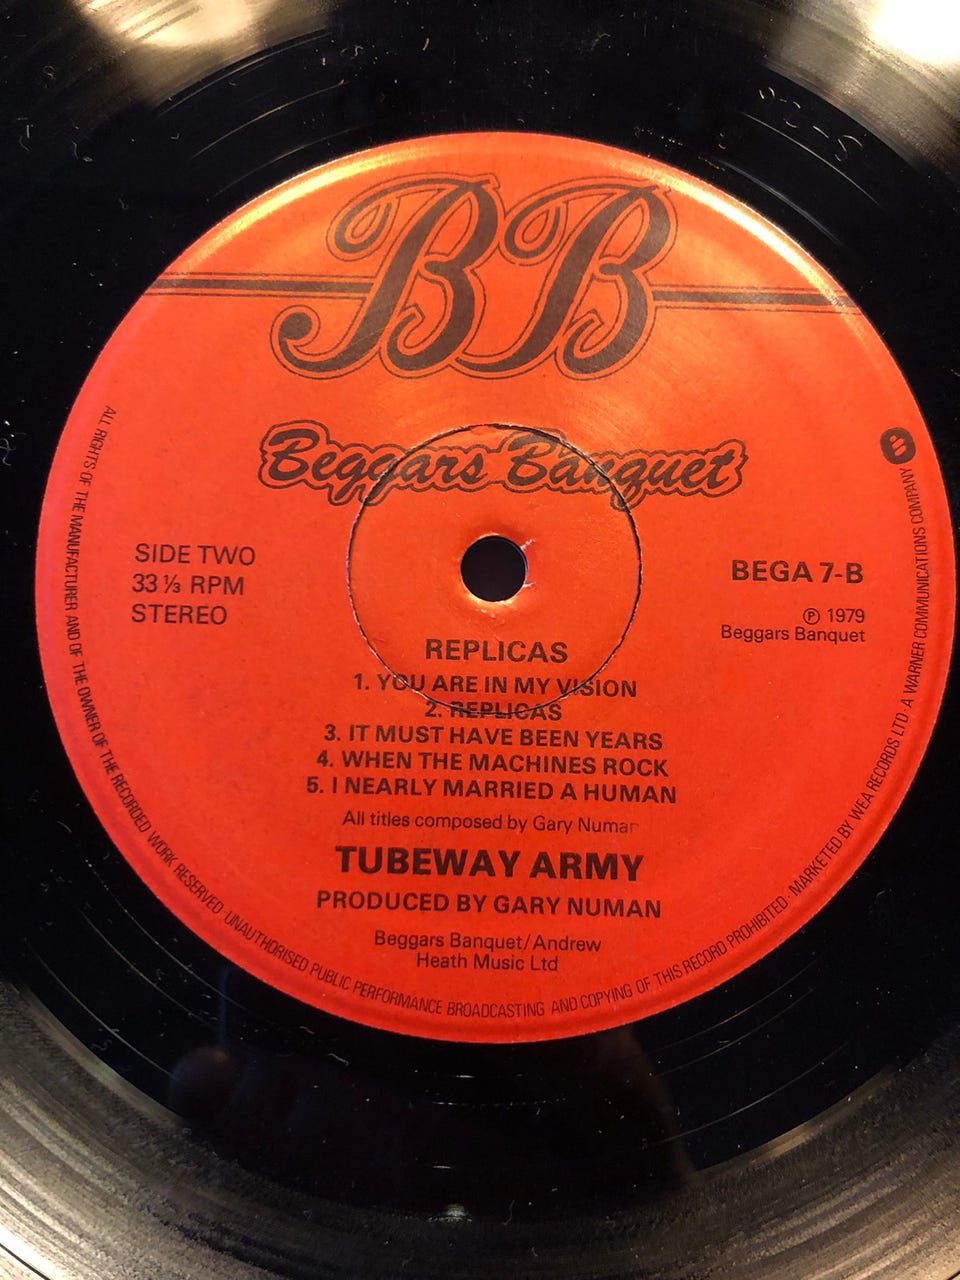 BB
Beggars Banquet
SIDE TWO
33⅓ RPM
STEREO
BEGA 7-B
℗ 1979
Beggars Banquet
REPLICAS
1. YOU ARE IN MY VISION
2. REPLICAS
3. IT MUST HAVE BEEN YEARS
4. WHEN THE MACHINES ROCK
5. I NEARLY MARRIED A HUMAN
All titles composed by Gary Numan
TUBEWAY ARMY
PRODUCED BY GARY NUMAN
Beggars Banquet/Andrew
Heath Music Ltd
ALL RIGHTS OF THE MANUFACTURER AND OF THE OWNER OF THE RECORDED WORK RESERVED · UNAUTHORISED PUBLIC PERFORMANCE BROADCASTING AND COPYING OF THIS RECORD PROHIBITED · MARKETED BY WEA RECORDS LTD · A WARNER COMMUNICATIONS COMPANY